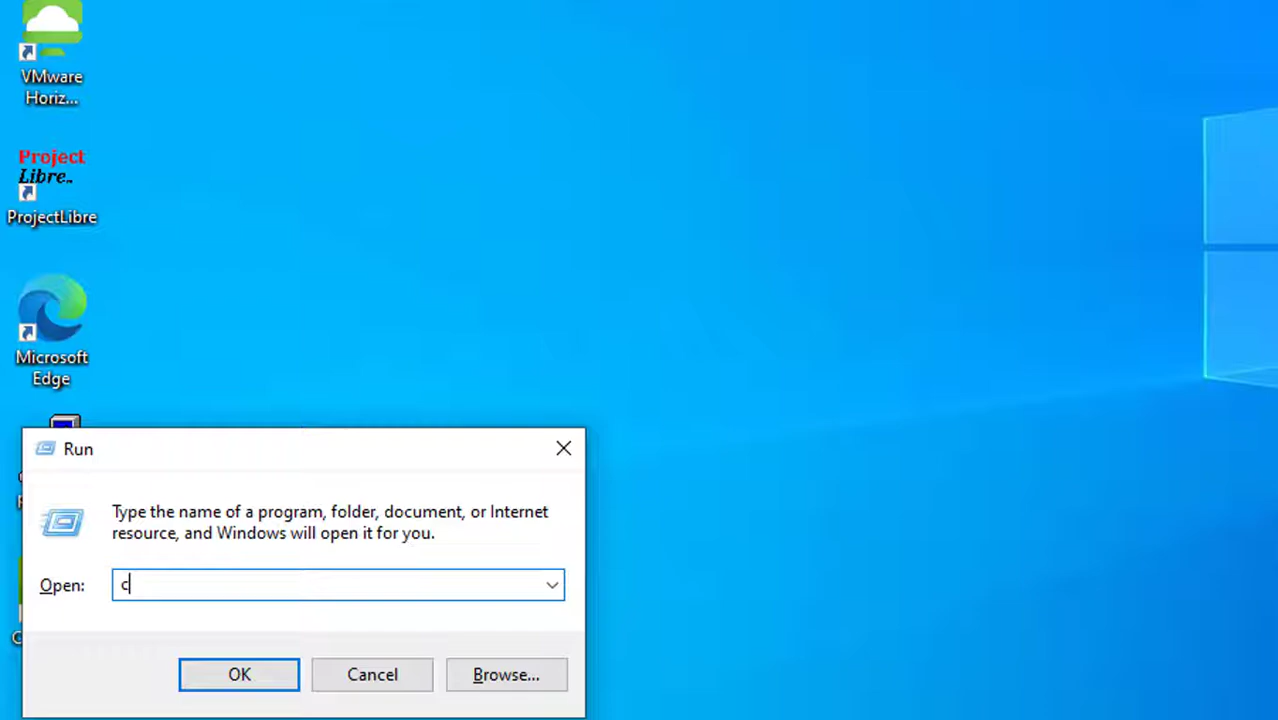 VMware
Horiz...
Project
Libre..
ProjectLibre
Microsoft
Edge
Run
Type the name of a program, folder, document, or Internet
resource, and Windows will open it for you.
Open: c
OK Cancel Browse...